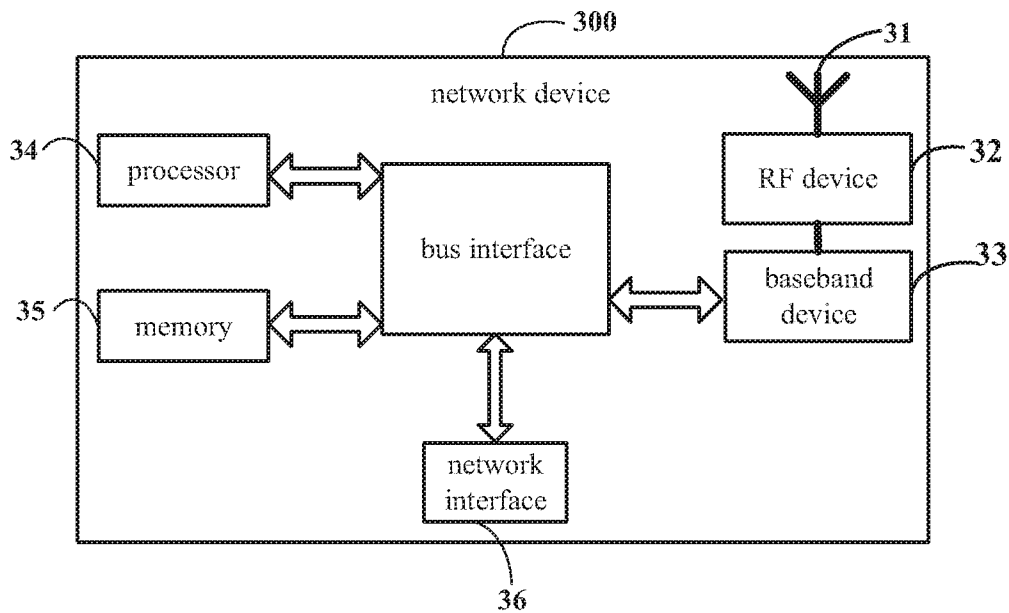 300
31
network device
34
processor
32
RF device
bus interface
33
baseband
device
35
memory
network
interface
36